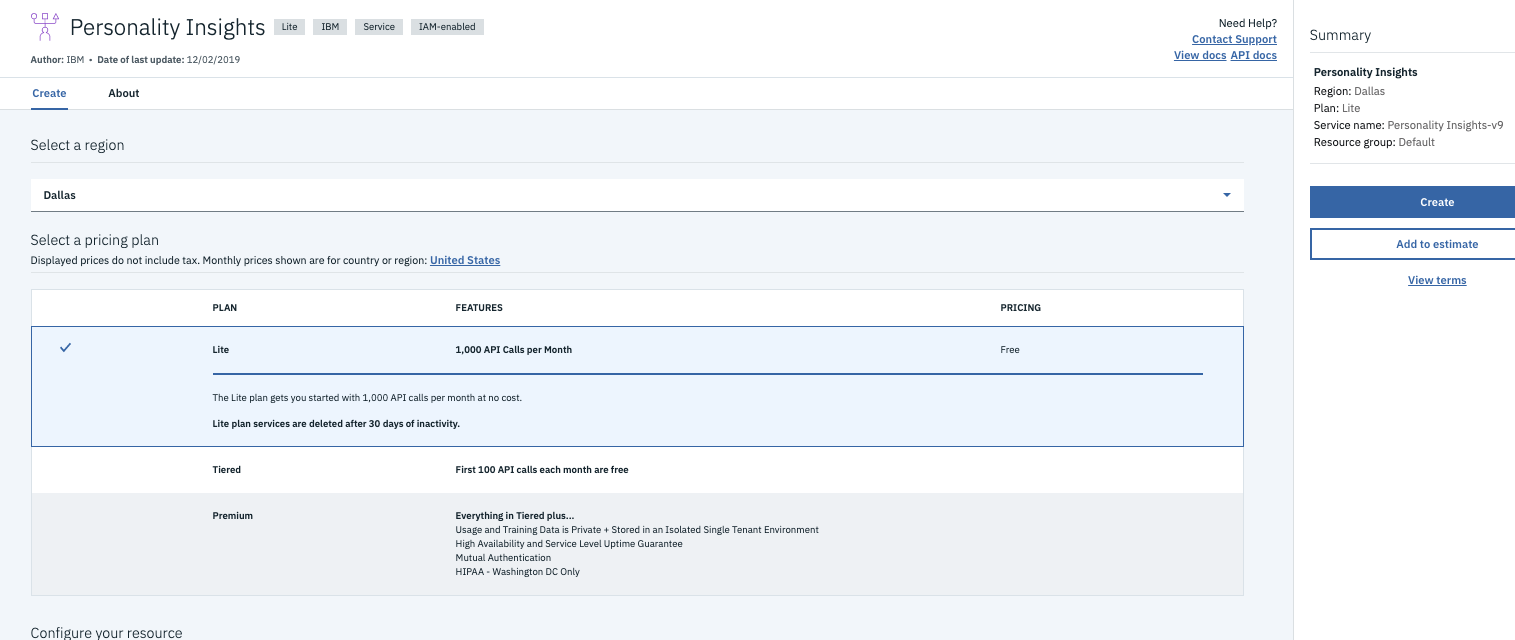 Personality Insights Lite IBM Service IAM-enabled
Author: IBM • Date of last update: 12/02/2019
Need Help?
Contact Support
View docs API docs
Create About
Select a region
Dallas
Select a pricing plan
Displayed prices do not include tax. Monthly prices shown are for country or region: United States
PLAN FEATURES PRICING
Lite 1,000 API Calls per Month Free
The Lite plan gets you started with 1,000 API calls per month at no cost.
Lite plan services are deleted after 30 days of inactivity.
Tiered First 100 API calls each month are free
Premium Everything in Tiered plus...
Usage and Training Data is Private + Stored in an Isolated Single Tenant Environment
High Availability and Service Level Uptime Guarantee
Mutual Authentication
HIPAA - Washington DC Only
Configure your resource
Summary
Personality Insights
Region: Dallas
Plan: Lite
Service name: Personality Insights-v9
Resource group: Default
Create
Add to estimate
View terms